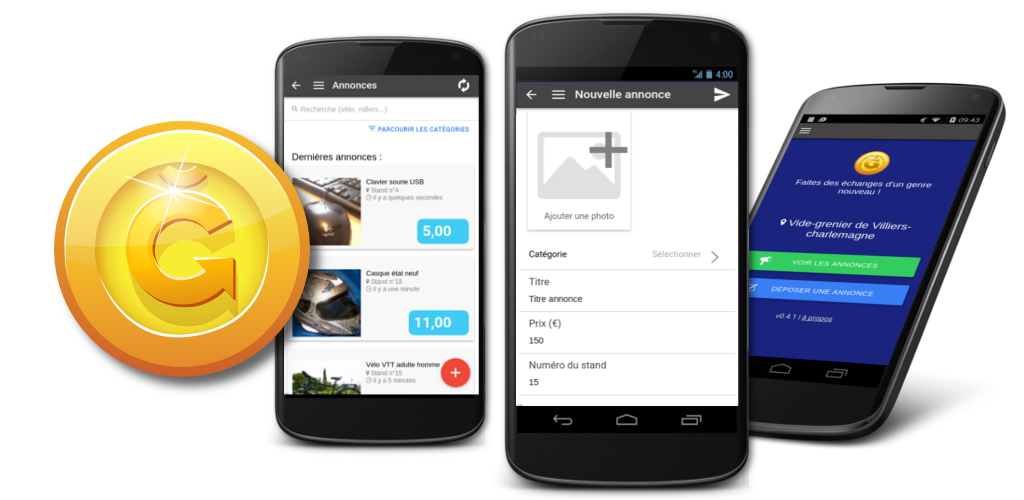 Ğ
Annonces
Recherche (vélo, rollers...)
PARCOURIR LES CATÉGORIES
Dernières annonces :
Clavier sourie USB
Stand n°4
il y a quelques secondes
5,00
Casque état neuf
Stand n°18
il y a une minute
11,00
Vélo VTT adulte homme
Stand n°15
il y a 5 minutes
+
4:00
Nouvelle annonce
Ajouter une photo
Catégorie Sélectionner
Titre
Titre annonce
Prix (€)
150
Numéro du stand
15
09:43
G
Faites des échanges d'un genre
nouveau !
Vide-grenier de Villiers-
charlemagne
VOIR LES ANNONCES
DÉPOSER UNE ANNONCE
v0.4.1 | à propos